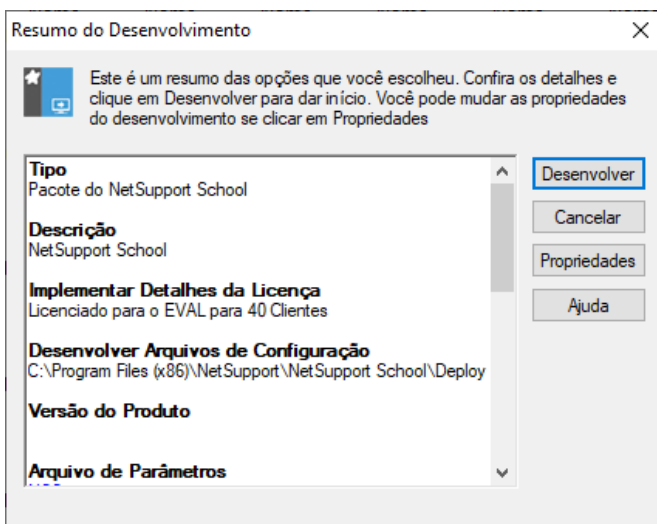 Resumo do Desenvolvimento
Este é um resumo das opções que você escolheu. Confira os detalhes e
clique em Desenvolver para dar início. Você pode mudar as propriedades
do desenvolvimento se clicar em Propriedades
Tipo
Pacote do NetSupport School
Descrição
NetSupport School
Implementar Detalhes da Licença
Licenciado para o EVAL para 40 Clientes
Desenvolver Arquivos de Configuração
C:\Program Files (x86)\NetSupport\NetSupport School\Deploy
Versão do Produto
Arquivo de Parâmetros
Desenvolver
Cancelar
Propriedades
Ajuda